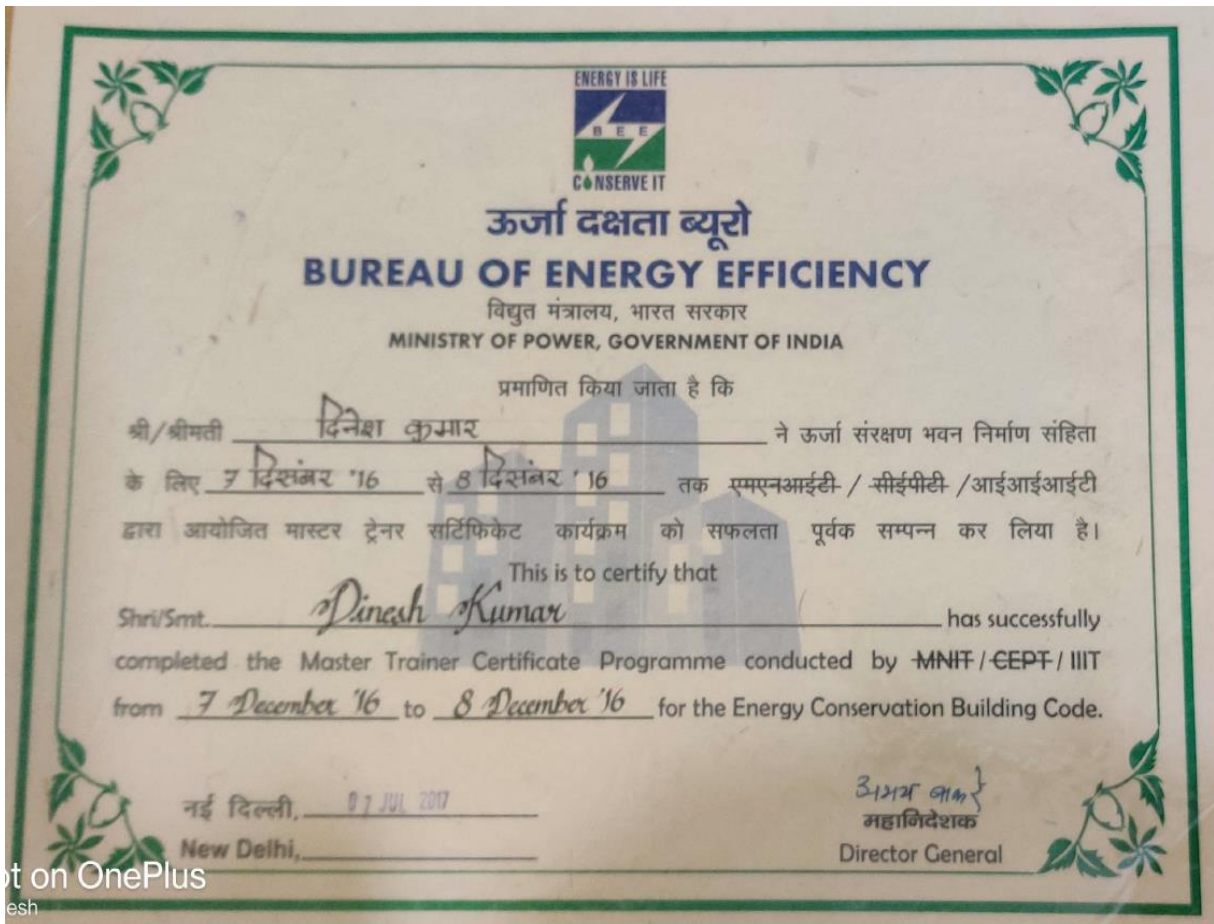 ENERGY IS LIFE
BEE
CONSERVE IT
ऊर्जा दक्षता ब्यूरो
BUREAU OF ENERGY EFFICIENCY
विद्युत मंत्रालय, भारत सरकार
MINISTRY OF POWER, GOVERNMENT OF INDIA
प्रमाणित किया जाता है कि
श्री/श्रीमती दिनेश कुमार ने ऊर्जा संरक्षण भवन निर्माण संहिता
के लिए 7 दिसंबर '16 से 8 दिसंबर '16 तक एमएनआईटी / सीईपीटी /आईआईआईटी
द्वारा आयोजित मास्टर ट्रेनर सर्टिफिकेट कार्यक्रम को सफलता पूर्वक सम्पन्न कर लिया है।
This is to certify that
Shri/Smt. Dinesh Kumar has successfully
completed the Master Trainer Certificate Programme conducted by MNIT / CEPT / IIIT
from 7 December '16 to 8 December '16 for the Energy Conservation Building Code.
नई दिल्ली, 07 JUL 2017
New Delhi,
अभय बाकरे
महानिदेशक
Director General
ot on OnePlus
esh